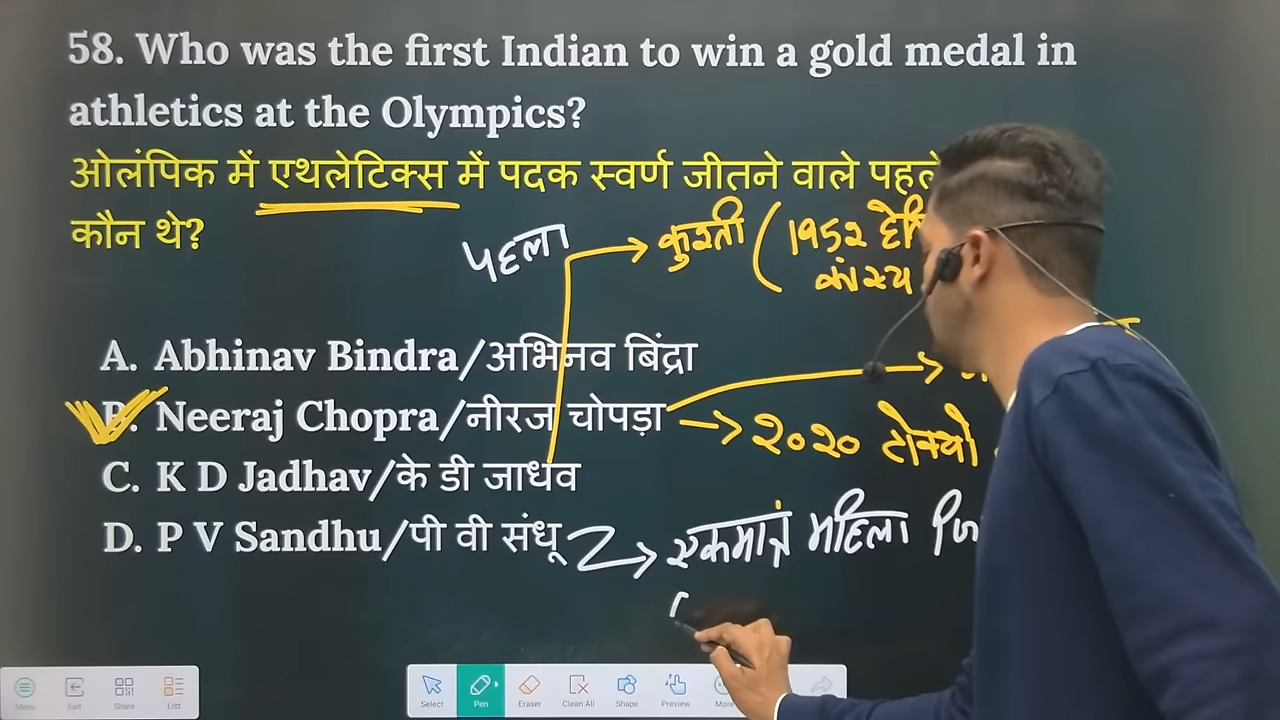 58. Who was the first Indian to win a gold medal in
athletics at the Olympics?
ओलंपिक में एथलेटिक्स में पदक स्वर्ण जीतने वाले पहले
कौन थे?
पहला
कुश्ती (1952
कांस्य
A. Abhinav Bindra/अभिनव बिंद्रा
B. Neeraj Chopra/नीरज चोपड़ा
२०२० टोक्यो
C. K D Jadhav/के डी जाधव
D. P V Sandhu/पी वी संधू
एकमात्र महिला
Menu Exit Share List Select Pen Eraser Clean All Shape Preview More